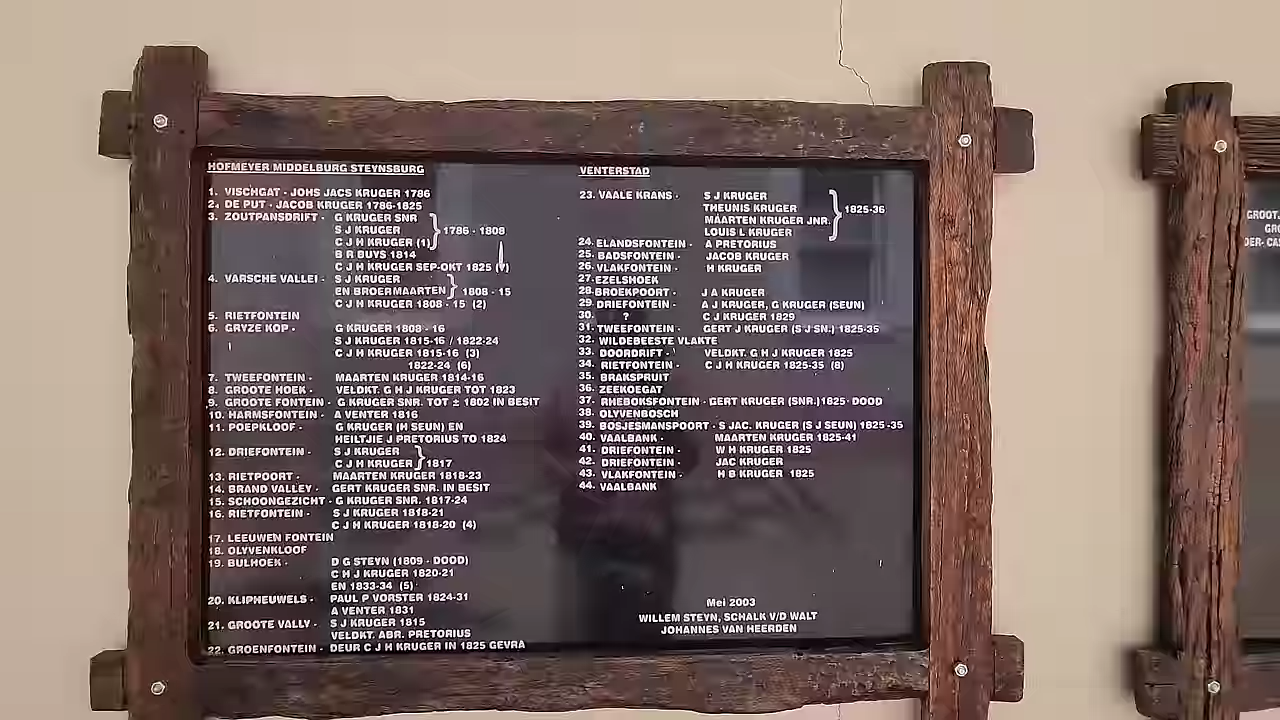 HOFMEYER MIDDELBURG STEYNSBURG
1. VISCHGAT - JOHS JACS KRUGER 1786
2. DE PUT - JACOB KRUGER 1786-1825
3. ZOUTPANSDRIFT - G KRUGER SNR
S J KRUGER } 1786 - 1808
C J H KRUGER (1)
B R BUYS 1814
C J H KRUGER SEP-OKT 1825
4. VARSCHE VALLEI - S J KRUGER
EN BROER MAARTEN } 1808 - 15
C J H KRUGER 1808 - 15 (2)
5. RIETFONTEIN
6. GRYZE KOP - G KRUGER 1808 - 16
S J KRUGER 1815-16 / 1822-24
C J H KRUGER 1815-16 (3)
1822-24 (6)
7. TWEEFONTEIN - MAARTEN KRUGER 1814-16
8. GROOTE HOEK - VELDKT. G H J KRUGER TOT 1823
9. GROOTE FONTEIN - G KRUGER SNR. TOT ± 1802 IN BESIT
10. HARMSFONTEIN - A VENTER 1816
11. POEPKLOOF - G KRUGER (H SEUN) EN
HEILTJIE J PRETORIUS TO 1824
12. DRIEFONTEIN - S J KRUGER
C J H KRUGER } 1817
13. RIETPOORT - MAARTEN KRUGER 1818-23
14. BRAND VALLEY - GERT KRUGER SNR. IN BESIT
15. SCHOONGEZICHT - G KRUGER SNR. 1817-24
16. RIETFONTEIN - S J KRUGER 1818-21
C J H KRUGER 1818-20 (4)
17. LEEUWEN FONTEIN
18. OLYVENKLOOF
19. BULHOEK - D G STEYN (1809 - DOOD)
C H J KRUGER 1820-21
EN 1833-34 (5)
20. KLIPHEUWELS - PAUL P VORSTER 1824-31
A VENTER 1831
21. GROOTE VALLY - S J KRUGER 1815
VELDKT. ABR. PRETORIUS
22. GROENFONTEIN - DEUR C J H KRUGER IN 1825 GEVRA
VENTERSTAD
23. VAALE KRANS - S J KRUGER
THEUNIS KRUGER } 1825-36
MAARTEN KRUGER JNR.
LOUIS L KRUGER
24. ELANDSFONTEIN - A PRETORIUS
25. BADSFONTEIN - JACOB KRUGER
26. VLAKFONTEIN - H KRUGER
27. EZELSHOEK
28. BROEKPOORT - J A KRUGER
29. DRIEFONTEIN - A J KRUGER, G KRUGER (SEUN)
30. ? C J KRUGER 1829
31. TWEEFONTEIN - GERT J KRUGER (S J SN.) 1825-35
32. WILDEBEESTE VLAKTE
33. DOORDRIFT - VELDKT. G H J KRUGER 1825
34. RIETFONTEIN - C J H KRUGER 1825-35 (8)
35. BRAKSPRUIT
36. ZEEKOEGAT
37. RHEBOKSFONTEIN - GERT KRUGER (SNR.) 1825- DOOD
38. OLYVENBOSCH
39. BOSJESMANSPOORT - S JAC. KRUGER (S J SEUN) 1825 -35
40. VAALBANK - MAARTEN KRUGER 1825-41
41. DRIEFONTEIN - W H KRUGER 1825
42. DRIEFONTEIN - JAC KRUGER
43. VLAKFONTEIN - H B KRUGER 1825
44. VAALBANK
Mei 2003
WILLEM STEYN, SCHALK V/D WALT
JOHANNES VAN HEERDEN
GROOT